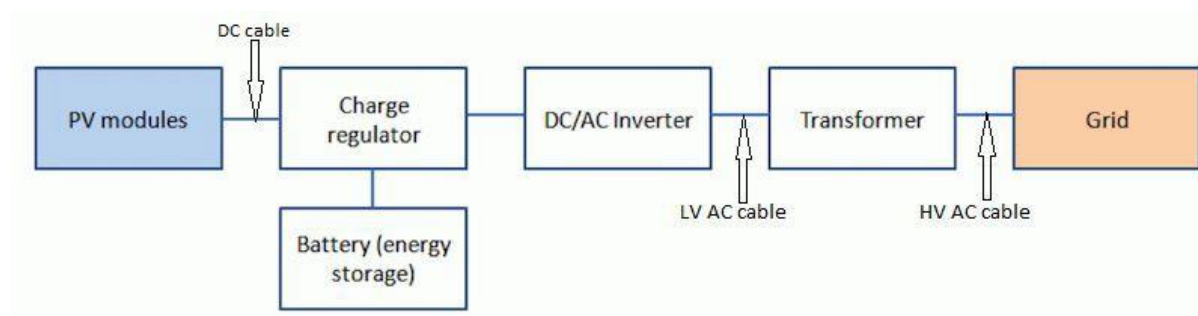 DC cable
PV modules
Charge
regulator
DC/AC Inverter
Transformer
Grid
LV AC cable
HV AC cable
Battery (energy
storage)